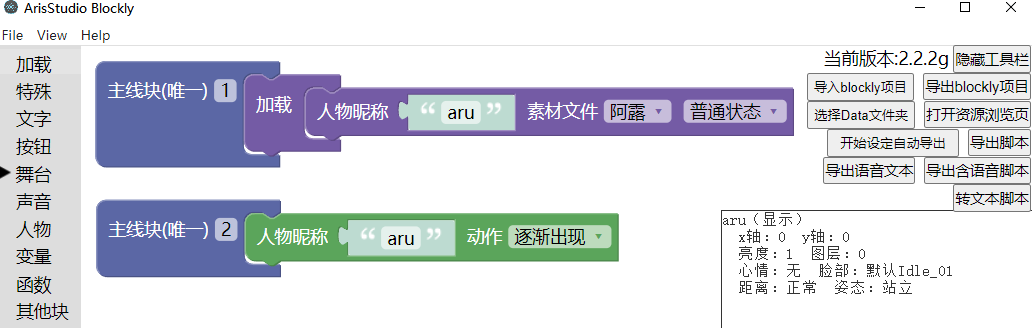 ArisStudio Blockly
File View Help
加载
特殊
文字
按钮
舞台
声音
人物
变量
函数
其他块
主线块(唯一) 1 加载 人物昵称 “ aru ” 素材文件 阿露 普通状态
主线块(唯一) 2 人物昵称 “ aru ” 动作 逐渐出现
当前版本:2.2.2g 隐藏工具栏
导入blockly项目 导出blockly项目
选择Data文件夹 打开资源浏览页
开始设定自动导出 导出脚本
导出语音文本 导出含语音脚本
转文本脚本
aru（显示）
x轴：0 y轴：0
亮度：1 图层：0
心情：无 脸部：默认Idle_01
距离：正常 姿态：站立